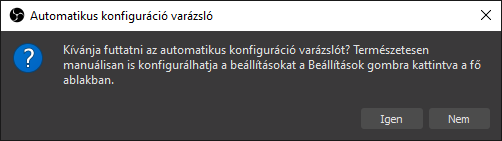 Automatikus konfiguráció varázsló
Kívánja futtatni az automatikus konfiguráció varázslót? Természetesen
manuálisan is konfigurálhatja a beállításokat a Beállítások gombra kattintva a fő
ablakban.
Igen
Nem